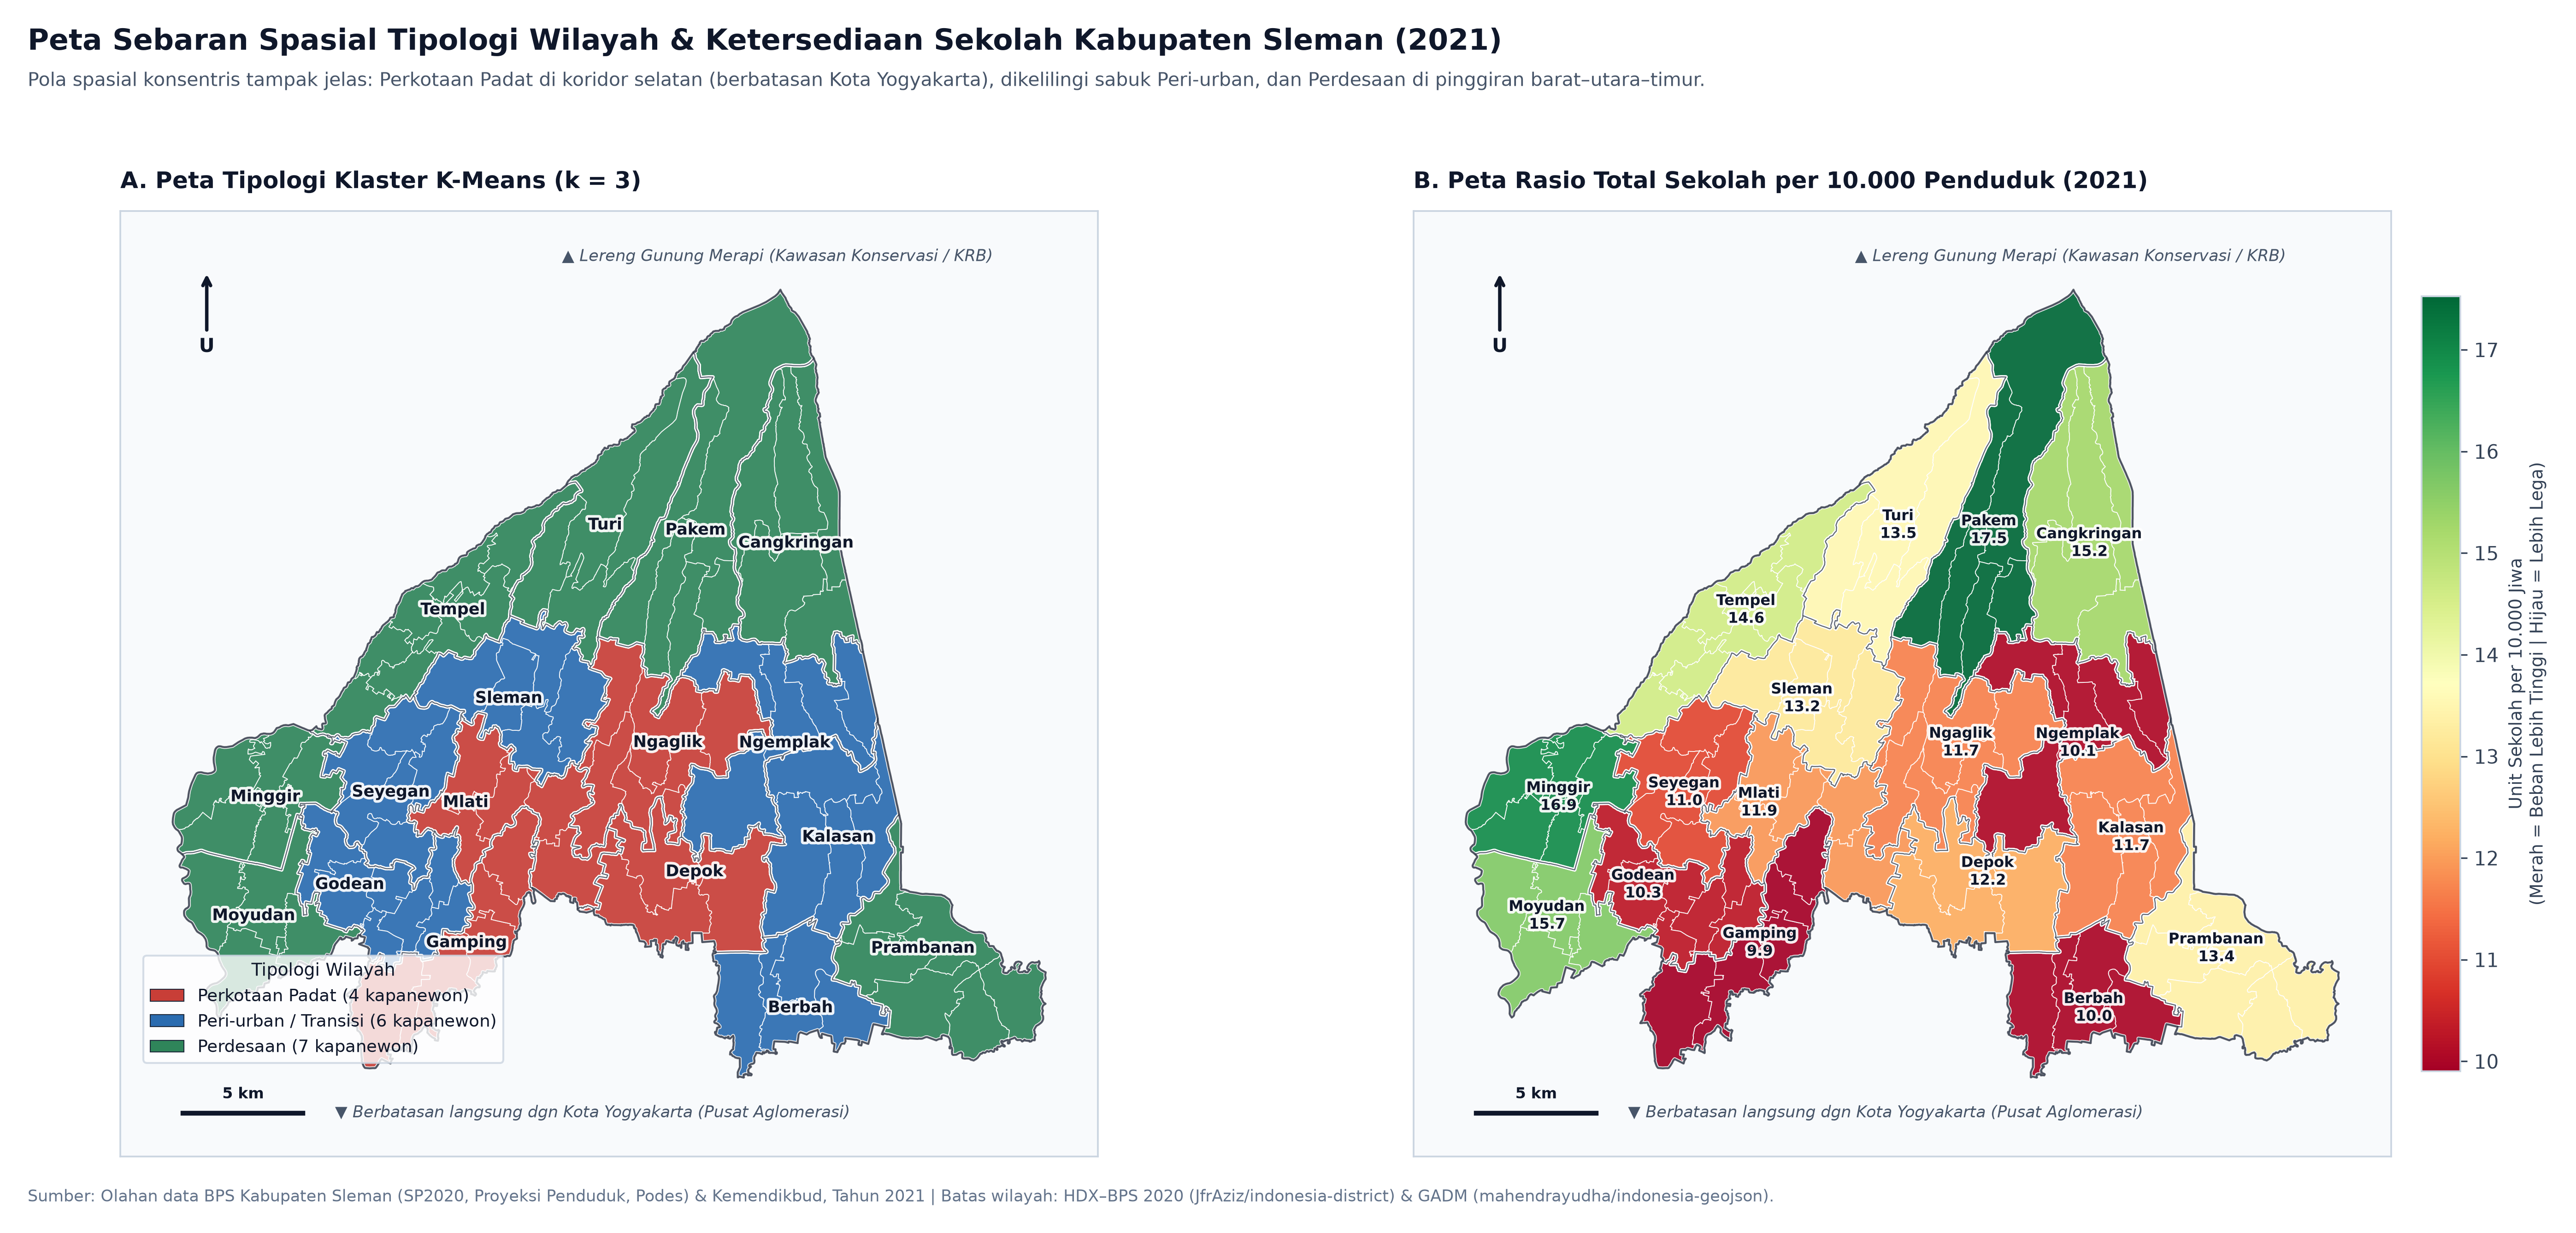 Peta Sebaran Spasial Tipologi Wilayah & Ketersediaan Sekolah Kabupaten Sleman (2021)
Pola spasial konsentris tampak jelas: Perkotaan Padat di koridor selatan (berbatasan Kota Yogyakarta), dikelilingi sabuk Peri-urban, dan Perdesaan di pinggiran barat–utara–timur.
A. Peta Tipologi Klaster K-Means (k = 3)
▲ Lereng Gunung Merapi (Kawasan Konservasi / KRB)
U
Turi
Pakem
Cangkringan
Tempel
Sleman
Ngaglik
Ngemplak
Minggir
Seyegan
Mlati
Kalasan
Godean
Depok
Moyudan
Gamping
Prambanan
Berbah
Tipologi Wilayah
Perkotaan Padat (4 kapanewon)
Peri-urban / Transisi (6 kapanewon)
Perdesaan (7 kapanewon)
5 km
▼ Berbatasan langsung dgn Kota Yogyakarta (Pusat Aglomerasi)
B. Peta Rasio Total Sekolah per 10.000 Penduduk (2021)
▲ Lereng Gunung Merapi (Kawasan Konservasi / KRB)
U
Turi
13.5
Pakem
17.5
Cangkringan
15.2
Tempel
14.6
Sleman
13.2
Ngaglik
11.7
Ngemplak
10.1
Minggir
16.9
Seyegan
11.0
Mlati
11.9
Kalasan
11.7
Godean
10.3
Depok
12.2
Moyudan
15.7
Gamping
9.9
Prambanan
13.4
Berbah
10.0
5 km
▼ Berbatasan langsung dgn Kota Yogyakarta (Pusat Aglomerasi)
17
16
15
14
13
12
11
10
Unit Sekolah per 10.000 Jiwa
(Merah = Beban Lebih Tinggi | Hijau = Lebih Lega)
Sumber: Olahan data BPS Kabupaten Sleman (SP2020, Proyeksi Penduduk, Podes) & Kemendikbud, Tahun 2021 | Batas wilayah: HDX–BPS 2020 (JfrAziz/indonesia-district) & GADM (mahendrayudha/indonesia-geojson).